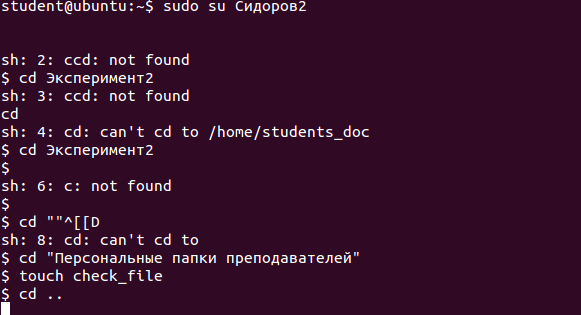 student@ubuntu:~$ sudo su Сидоров2
sh: 2: ccd: not found
$ cd Эксперимент2
sh: 3: ccd: not found
cd
sh: 4: cd: can't cd to /home/students_doc
$ cd Эксперимент2
$
sh: 6: c: not found
$
$ cd ""^[[D
sh: 8: cd: can't cd to
$ cd "Персональные папки преподавателей"
$ touch check_file
$ cd ..